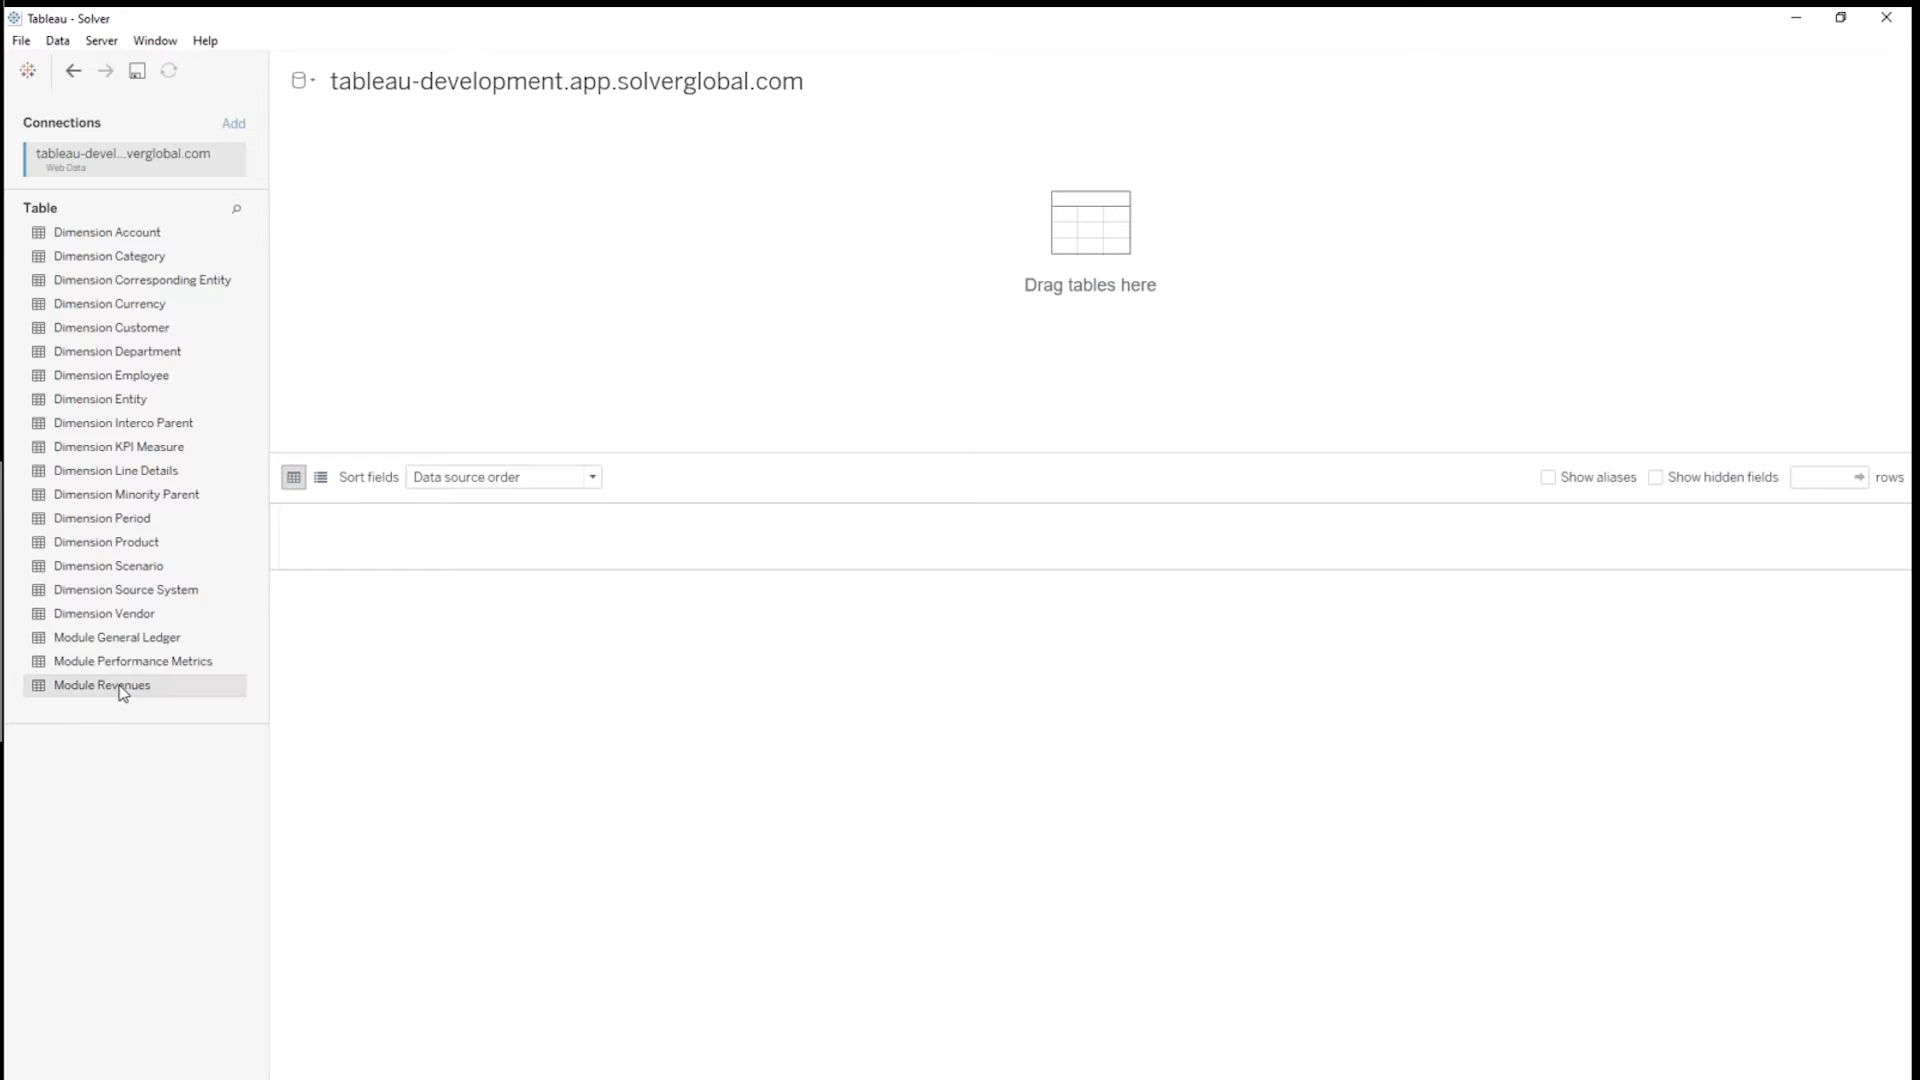 Tableau - Solver
File Data Server Window Help
tableau-development.app.solverglobal.com
Connections Add
tableau-devel...verglobal.com
Web Data
Table
Dimension Account
Dimension Category
Dimension Corresponding Entity
Dimension Currency
Dimension Customer
Dimension Department
Dimension Employee
Dimension Entity
Dimension Interco Parent
Dimension KPI Measure
Dimension Line Details
Dimension Minority Parent
Dimension Period
Dimension Product
Dimension Scenario
Dimension Source System
Dimension Vendor
Module General Ledger
Module Performance Metrics
Module Revenues
Drag tables here
Sort fields Data source order Show aliases Show hidden fields rows